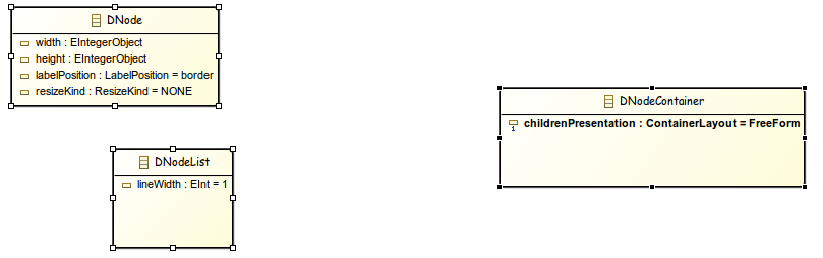 DNode
width : EIntegerObject
height : EIntegerObject
labelPosition : LabelPosition = border
resizeKind : ResizeKind = NONE
DNodeContainer
1
childrenPresentation : ContainerLayout = FreeForm
DNodeList
lineWidth : EInt = 1